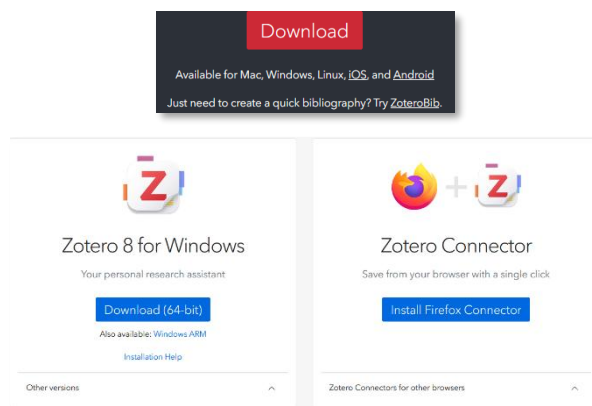 Download
Available for Mac, Windows, Linux, iOS, and Android
Just need to create a quick bibliography? Try ZoteroBib.
Z
Zotero 8 for Windows
Your personal research assistant
Download (64-bit)
Also available: Windows ARM
Installation Help
Other versions
Z
Zotero Connector
Save from your browser with a single click
Install Firefox Connector
Zotero Connectors for other browsers